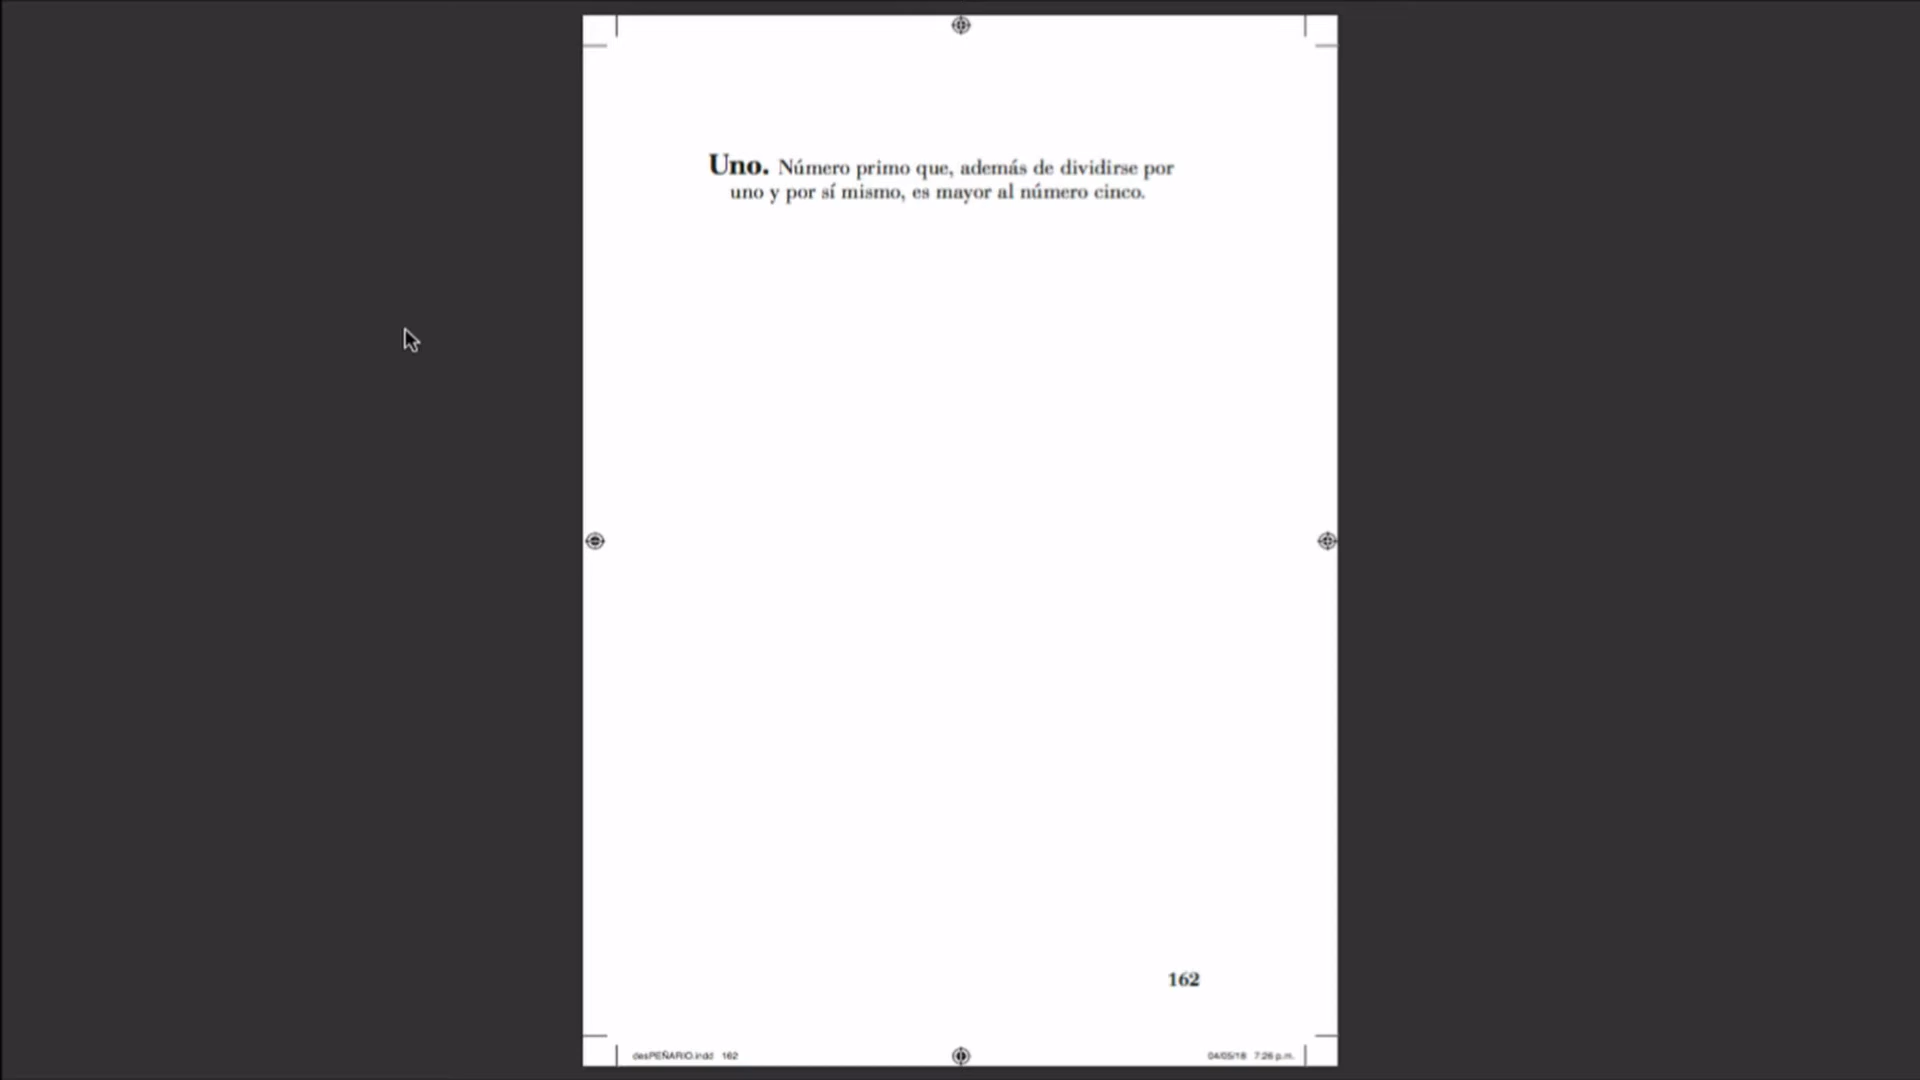 Uno. Número primo que, además de dividirse por
uno y por sí mismo, es mayor al número cinco.
162
desPEÑARIO.indd 162
04/05/18 7:26 p.m.